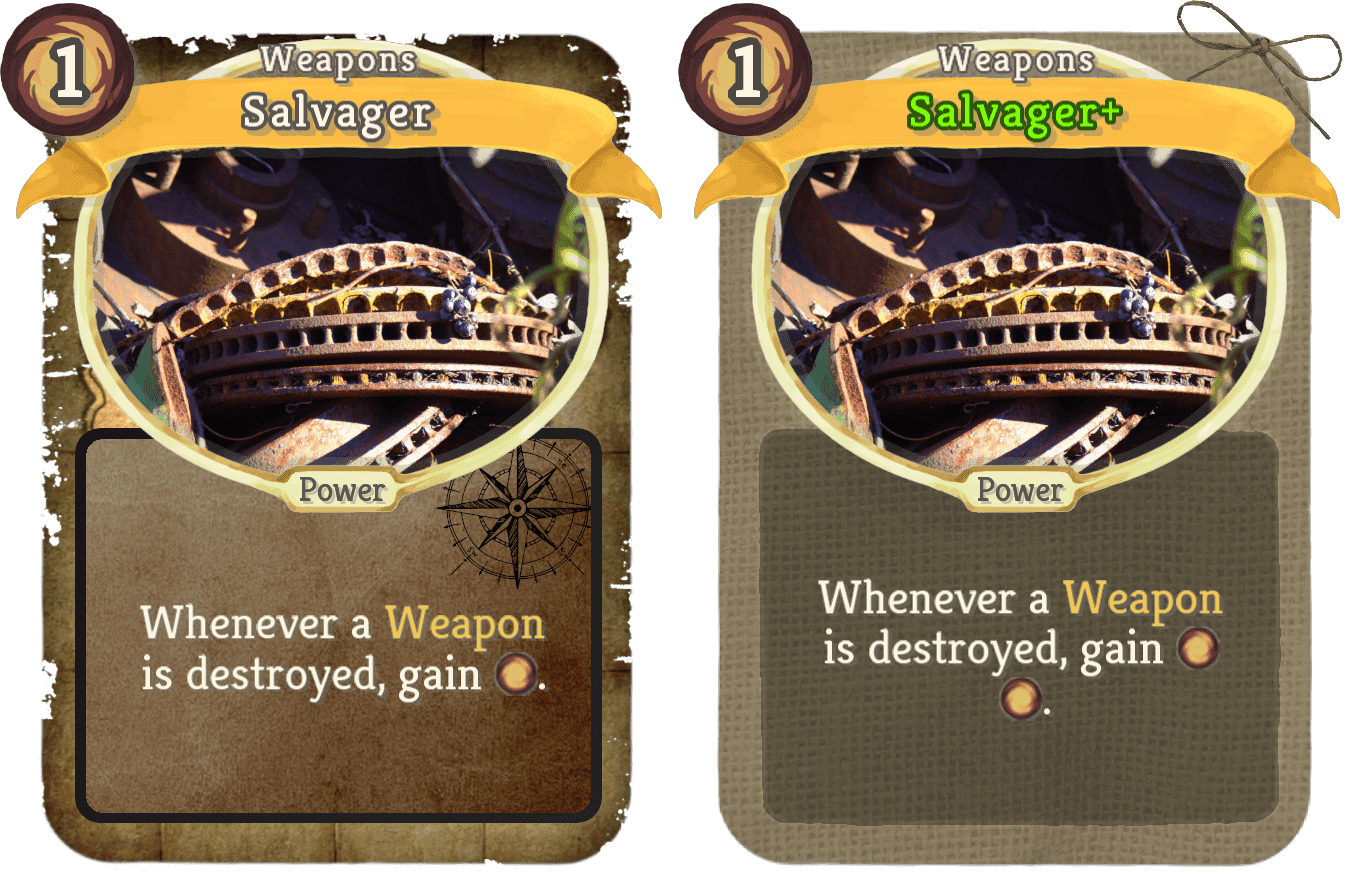 1
Weapons
Salvager
Power
Whenever a Weapon
is destroyed, gain .
1
Weapons
Salvager+
Power
Whenever a Weapon
is destroyed, gain
.